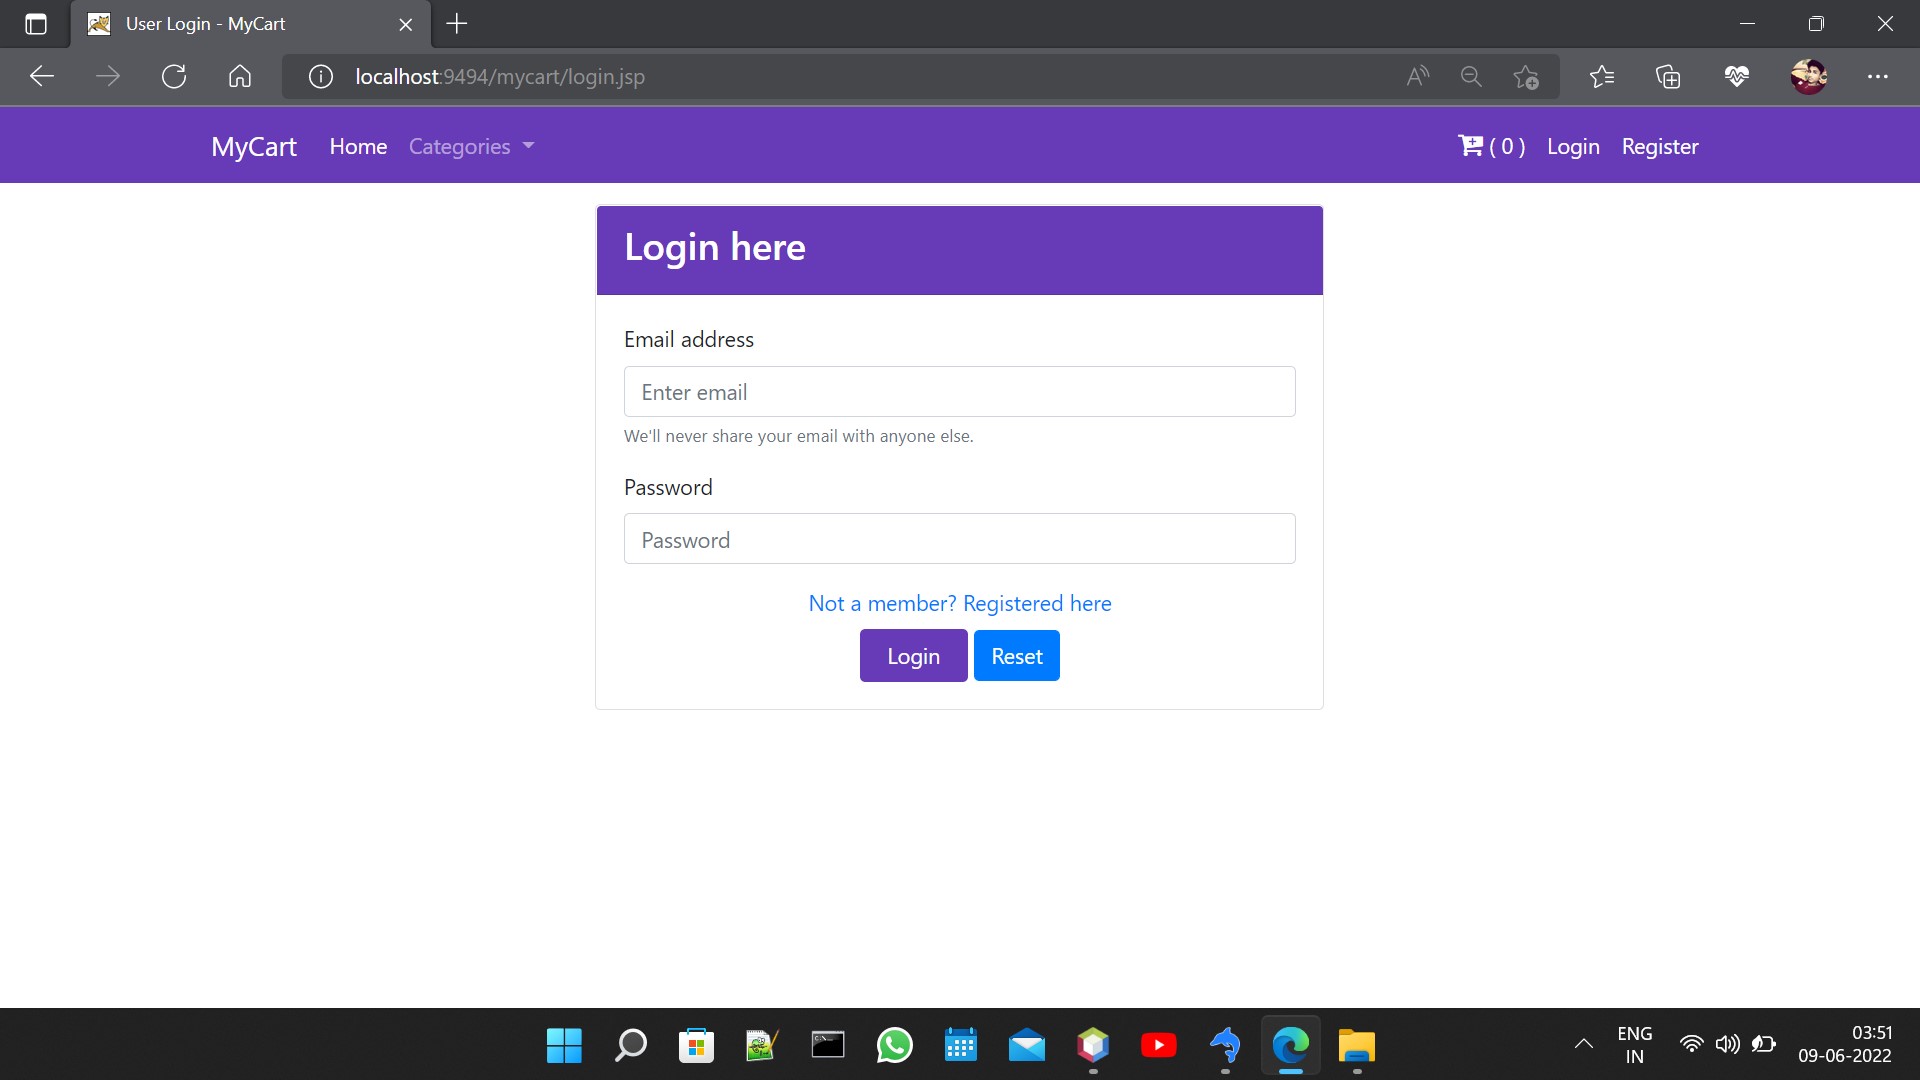 User Login - MyCart
localhost:9494/mycart/login.jsp
MyCart Home Categories ( 0 ) Login Register
Login here
Email address
Enter email
We'll never share your email with anyone else.
Password
Password
Not a member? Registered here
Login Reset
ENG
IN
03:51
09-06-2022